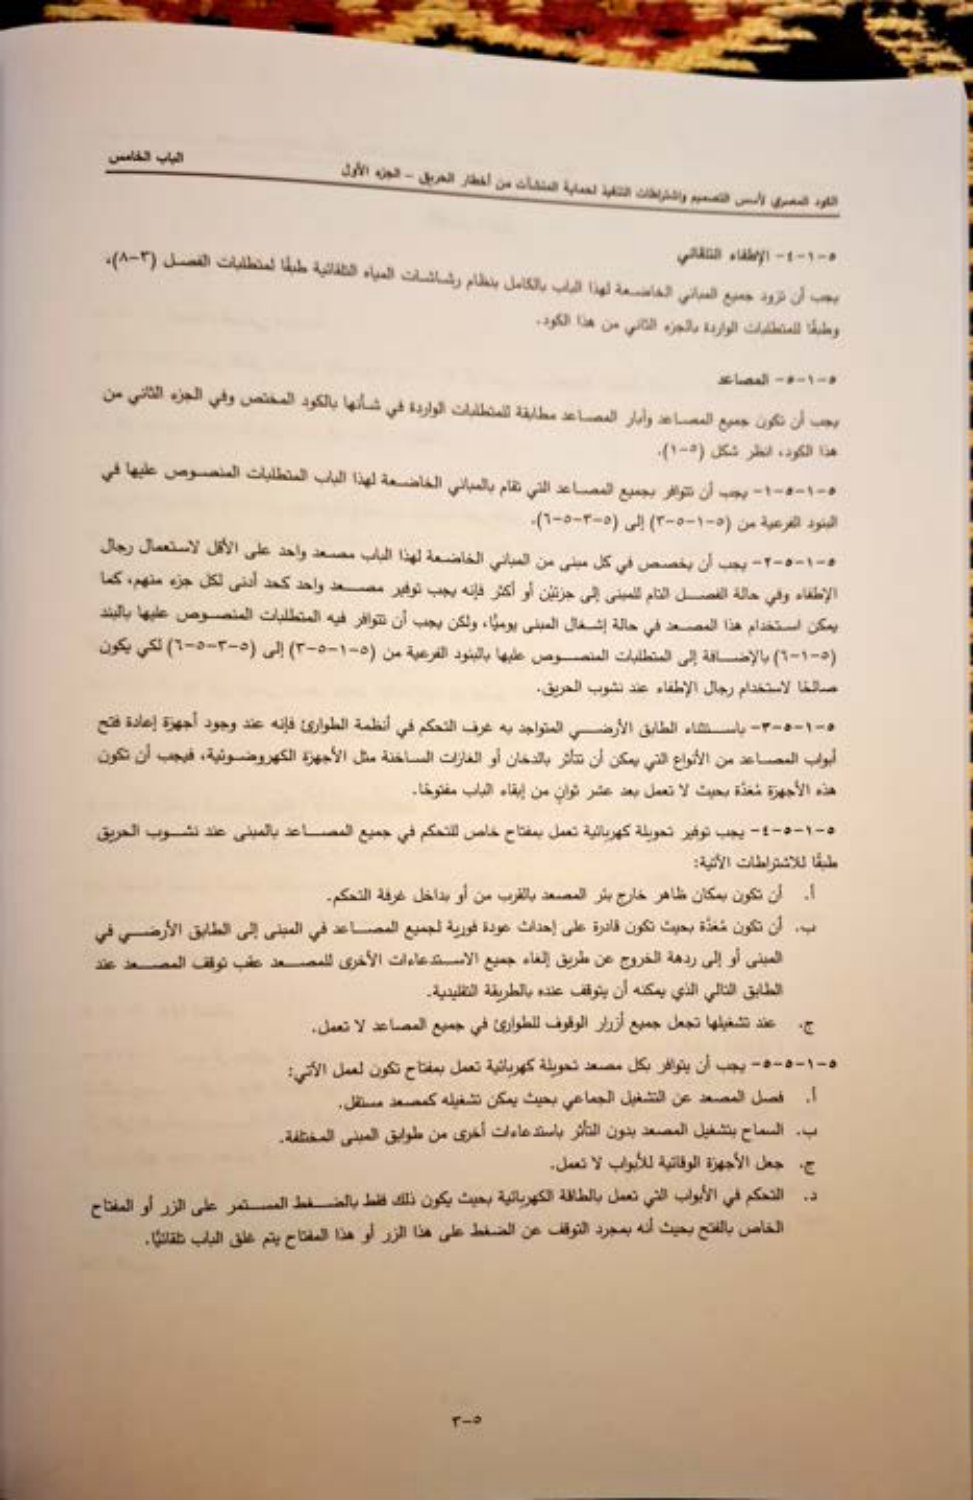 الكود المصري لأسس التصميم واشتراطات التنفيذ لحماية المنشآت من أخطار الحريق – الجزء الأول
الباب الخامس
٥-١-٤- الإطفاء التلقائي
يجب أن تزود جميع المباني الخاضعة لهذا الباب بالكامل بنظام رشاشات المياه التلقائية طبقًا لمتطلبات الفصل (٣-٨)،
وطبقًا للمتطلبات الواردة بالجزء الثاني من هذا الكود.
٥-١-٥- المصاعد
يجب أن تكون جميع المصاعد وآبار المصاعد مطابقة للمتطلبات الواردة في شأنها بالكود المختص وفي الجزء الثاني من
هذا الكود، انظر شكل (٥-١).
٥-١-٥-١- يجب أن تتوافر بجميع المصاعد التي تقام بالمباني الخاضعة لهذا الباب المتطلبات المنصوص عليها في
البنود الفرعية من (٥-١-٥-٣) إلى (٥-٣-٥-٦).
٥-١-٥-٢- يجب أن يخصص في كل مبنى من المباني الخاضعة لهذا الباب مصعد واحد على الأقل لاستعمال رجال
الإطفاء وفي حالة الفصل التام للمبنى إلى جزئين أو أكثر فإنه يجب توفير مصعد واحد كحد أدنى لكل جزء منهم، كما
يمكن استخدام هذا المصعد في حالة إشغال المبنى يوميًا، ولكن يجب أن تتوافر فيه المتطلبات المنصوص عليها بالبند
(٥-١-٦) بالإضافة إلى المتطلبات المنصوص عليها بالبنود الفرعية من (٥-١-٥-٣) إلى (٥-٣-٥-٦) لكي يكون
صالحًا لاستخدام رجال الإطفاء عند نشوب الحريق.
٥-١-٥-٣- باستثناء الطابق الأرضي المتواجد به غرف التحكم في أنظمة الطوارئ فإنه عند وجود أجهزة إعادة فتح
أبواب المصاعد من الأنواع التي يمكن أن تتأثر بالدخان أو الغازات الساخنة مثل الأجهزة الكهروضوئية، فيجب أن تكون
هذه الأجهزة مُعدَّة بحيث لا تعمل بعد عشر ثوانٍ من إبقاء الباب مفتوحًا.
٥-١-٥-٤- يجب توفير تحويلة كهربائية تعمل بمفتاح خاص للتحكم في جميع المصاعد بالمبنى عند نشوب الحريق
طبقًا للاشتراطات الآتية:
أ. أن تكون بمكان ظاهر خارج بئر المصعد بالقرب من أو بداخل غرفة التحكم.
ب. أن تكون مُعدَّة بحيث تكون قادرة على إحداث عودة فورية لجميع المصاعد في المبنى إلى الطابق الأرضي في
المبنى أو إلى ردهة الخروج عن طريق إلغاء جميع الاستدعاءات الأخرى للمصعد عقب توقف المصعد عند
الطابق التالي الذي يمكنه أن يتوقف عنده بالطريقة التقليدية.
ج. عند تشغيلها تجعل جميع أزرار الوقوف للطوارئ في جميع المصاعد لا تعمل.
٥-١-٥-٥- يجب أن يتوافر بكل مصعد تحويلة كهربائية تعمل بمفتاح تكون لعمل الآتي:
أ. فصل المصعد عن التشغيل الجماعي بحيث يمكن تشغيله كمصعد مستقل.
ب. السماح بتشغيل المصعد بدون التأثر باستدعاءات أخرى من طوابق المبنى المختلفة.
ج. جعل الأجهزة الوقائية للأبواب لا تعمل.
د. التحكم في الأبواب التي تعمل بالطاقة الكهربائية بحيث يكون ذلك فقط بالضغط المستمر على الزر أو المفتاح
الخاص بالفتح بحيث أنه بمجرد التوقف عن الضغط على هذا الزر أو هذا المفتاح يتم غلق الباب تلقائيًا.
٥-٣